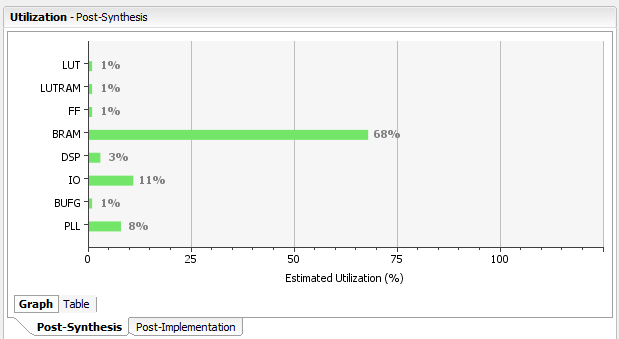 Utilization - Post-Synthesis
LUT 1%
LUTRAM 1%
FF 1%
BRAM 68%
DSP 3%
IO 11%
BUFG 1%
PLL 8%
0 25 50 75 100
Estimated Utilization (%)
Graph Table
Post-Synthesis Post-Implementation